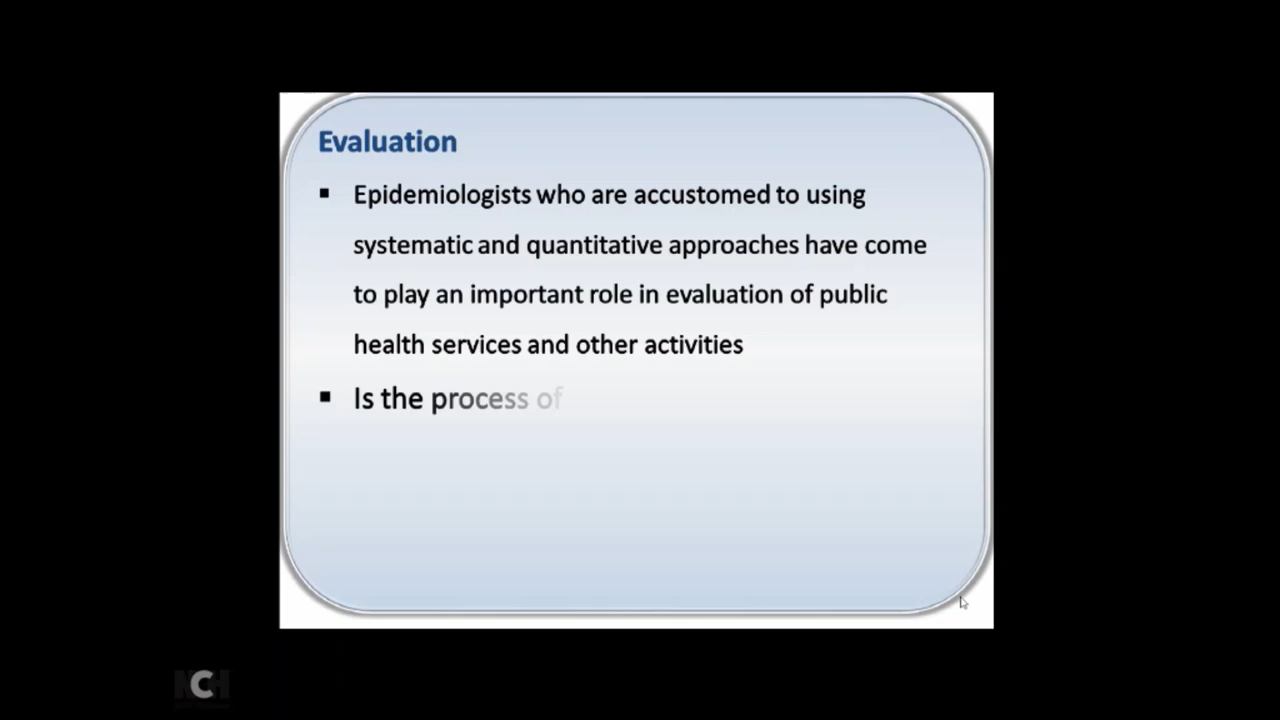 Evaluation
▪ Epidemiologists who are accustomed to using
systematic and quantitative approaches have come
to play an important role in evaluation of public
health services and other activities
▪ Is the process of
NCH